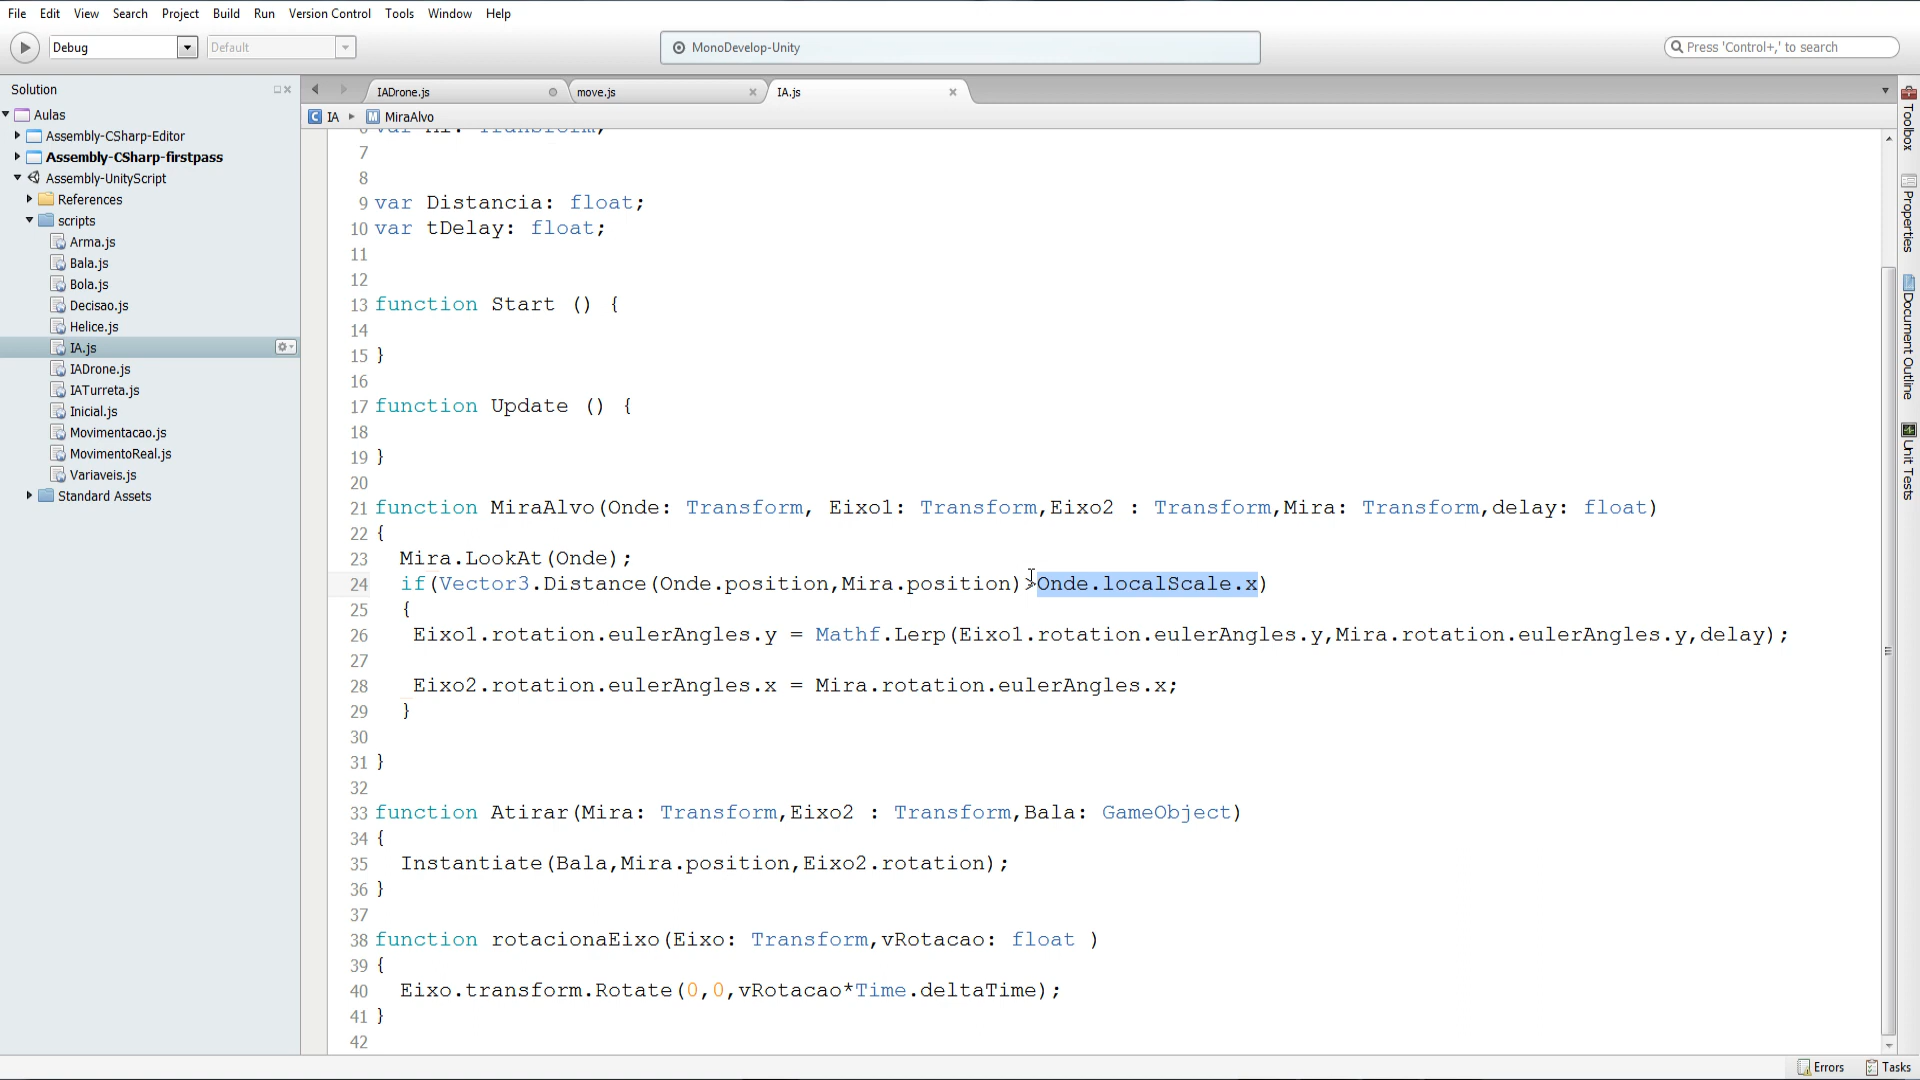 File Edit View Search Project Build Run Version Control Tools Window Help
Debug Default MonoDevelop-Unity Press 'Control+,' to search
Solution
IADrone.js move.js IA.js
IA MiraAlvo
Aulas
Assembly-CSharp-Editor
Assembly-CSharp-firstpass
Assembly-UnityScript
References
scripts
Arma.js
Bala.js
Bola.js
Decisao.js
Helice.js
IA.js
IADrone.js
IATurreta.js
Inicial.js
Movimentacao.js
MovimentoReal.js
Variaveis.js
Standard Assets
7
8
9 var Distancia: float;
10 var tDelay: float;
11
12
13 function Start () {
14
15 }
16
17 function Update () {
18
19 }
20
21 function MiraAlvo(Onde: Transform, Eixo1: Transform,Eixo2 : Transform,Mira: Transform,delay: float)
22 {
23 Mira.LookAt(Onde);
24 if(Vector3.Distance(Onde.position,Mira.position)>Onde.localScale.x)
25 {
26 Eixo1.rotation.eulerAngles.y = Mathf.Lerp(Eixo1.rotation.eulerAngles.y,Mira.rotation.eulerAngles.y,delay);
27
28 Eixo2.rotation.eulerAngles.x = Mira.rotation.eulerAngles.x;
29 }
30
31 }
32
33 function Atirar(Mira: Transform,Eixo2 : Transform,Bala: GameObject)
34 {
35 Instantiate(Bala,Mira.position,Eixo2.rotation);
36 }
37
38 function rotacionaEixo(Eixo: Transform,vRotacao: float )
39 {
40 Eixo.transform.Rotate(0,0,vRotacao*Time.deltaTime);
41 }
42
Toolbox
Properties
Document Outline
Unit Tests
Errors Tasks